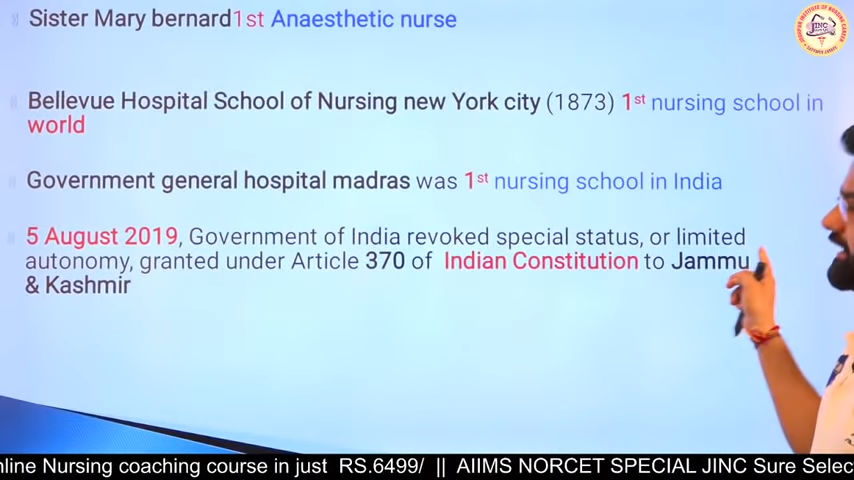 Sister Mary bernard1st Anaesthetic nurse
Bellevue Hospital School of Nursing new York city (1873) 1st nursing school in
world
Government general hospital madras was 1st nursing school in India
5 August 2019, Government of India revoked special status, or limited
autonomy, granted under Article 370 of Indian Constitution to Jammu
& Kashmir
JINC
nline Nursing coaching course in just RS.6499/ || AIIMS NORCET SPECIAL JINC Sure Selec